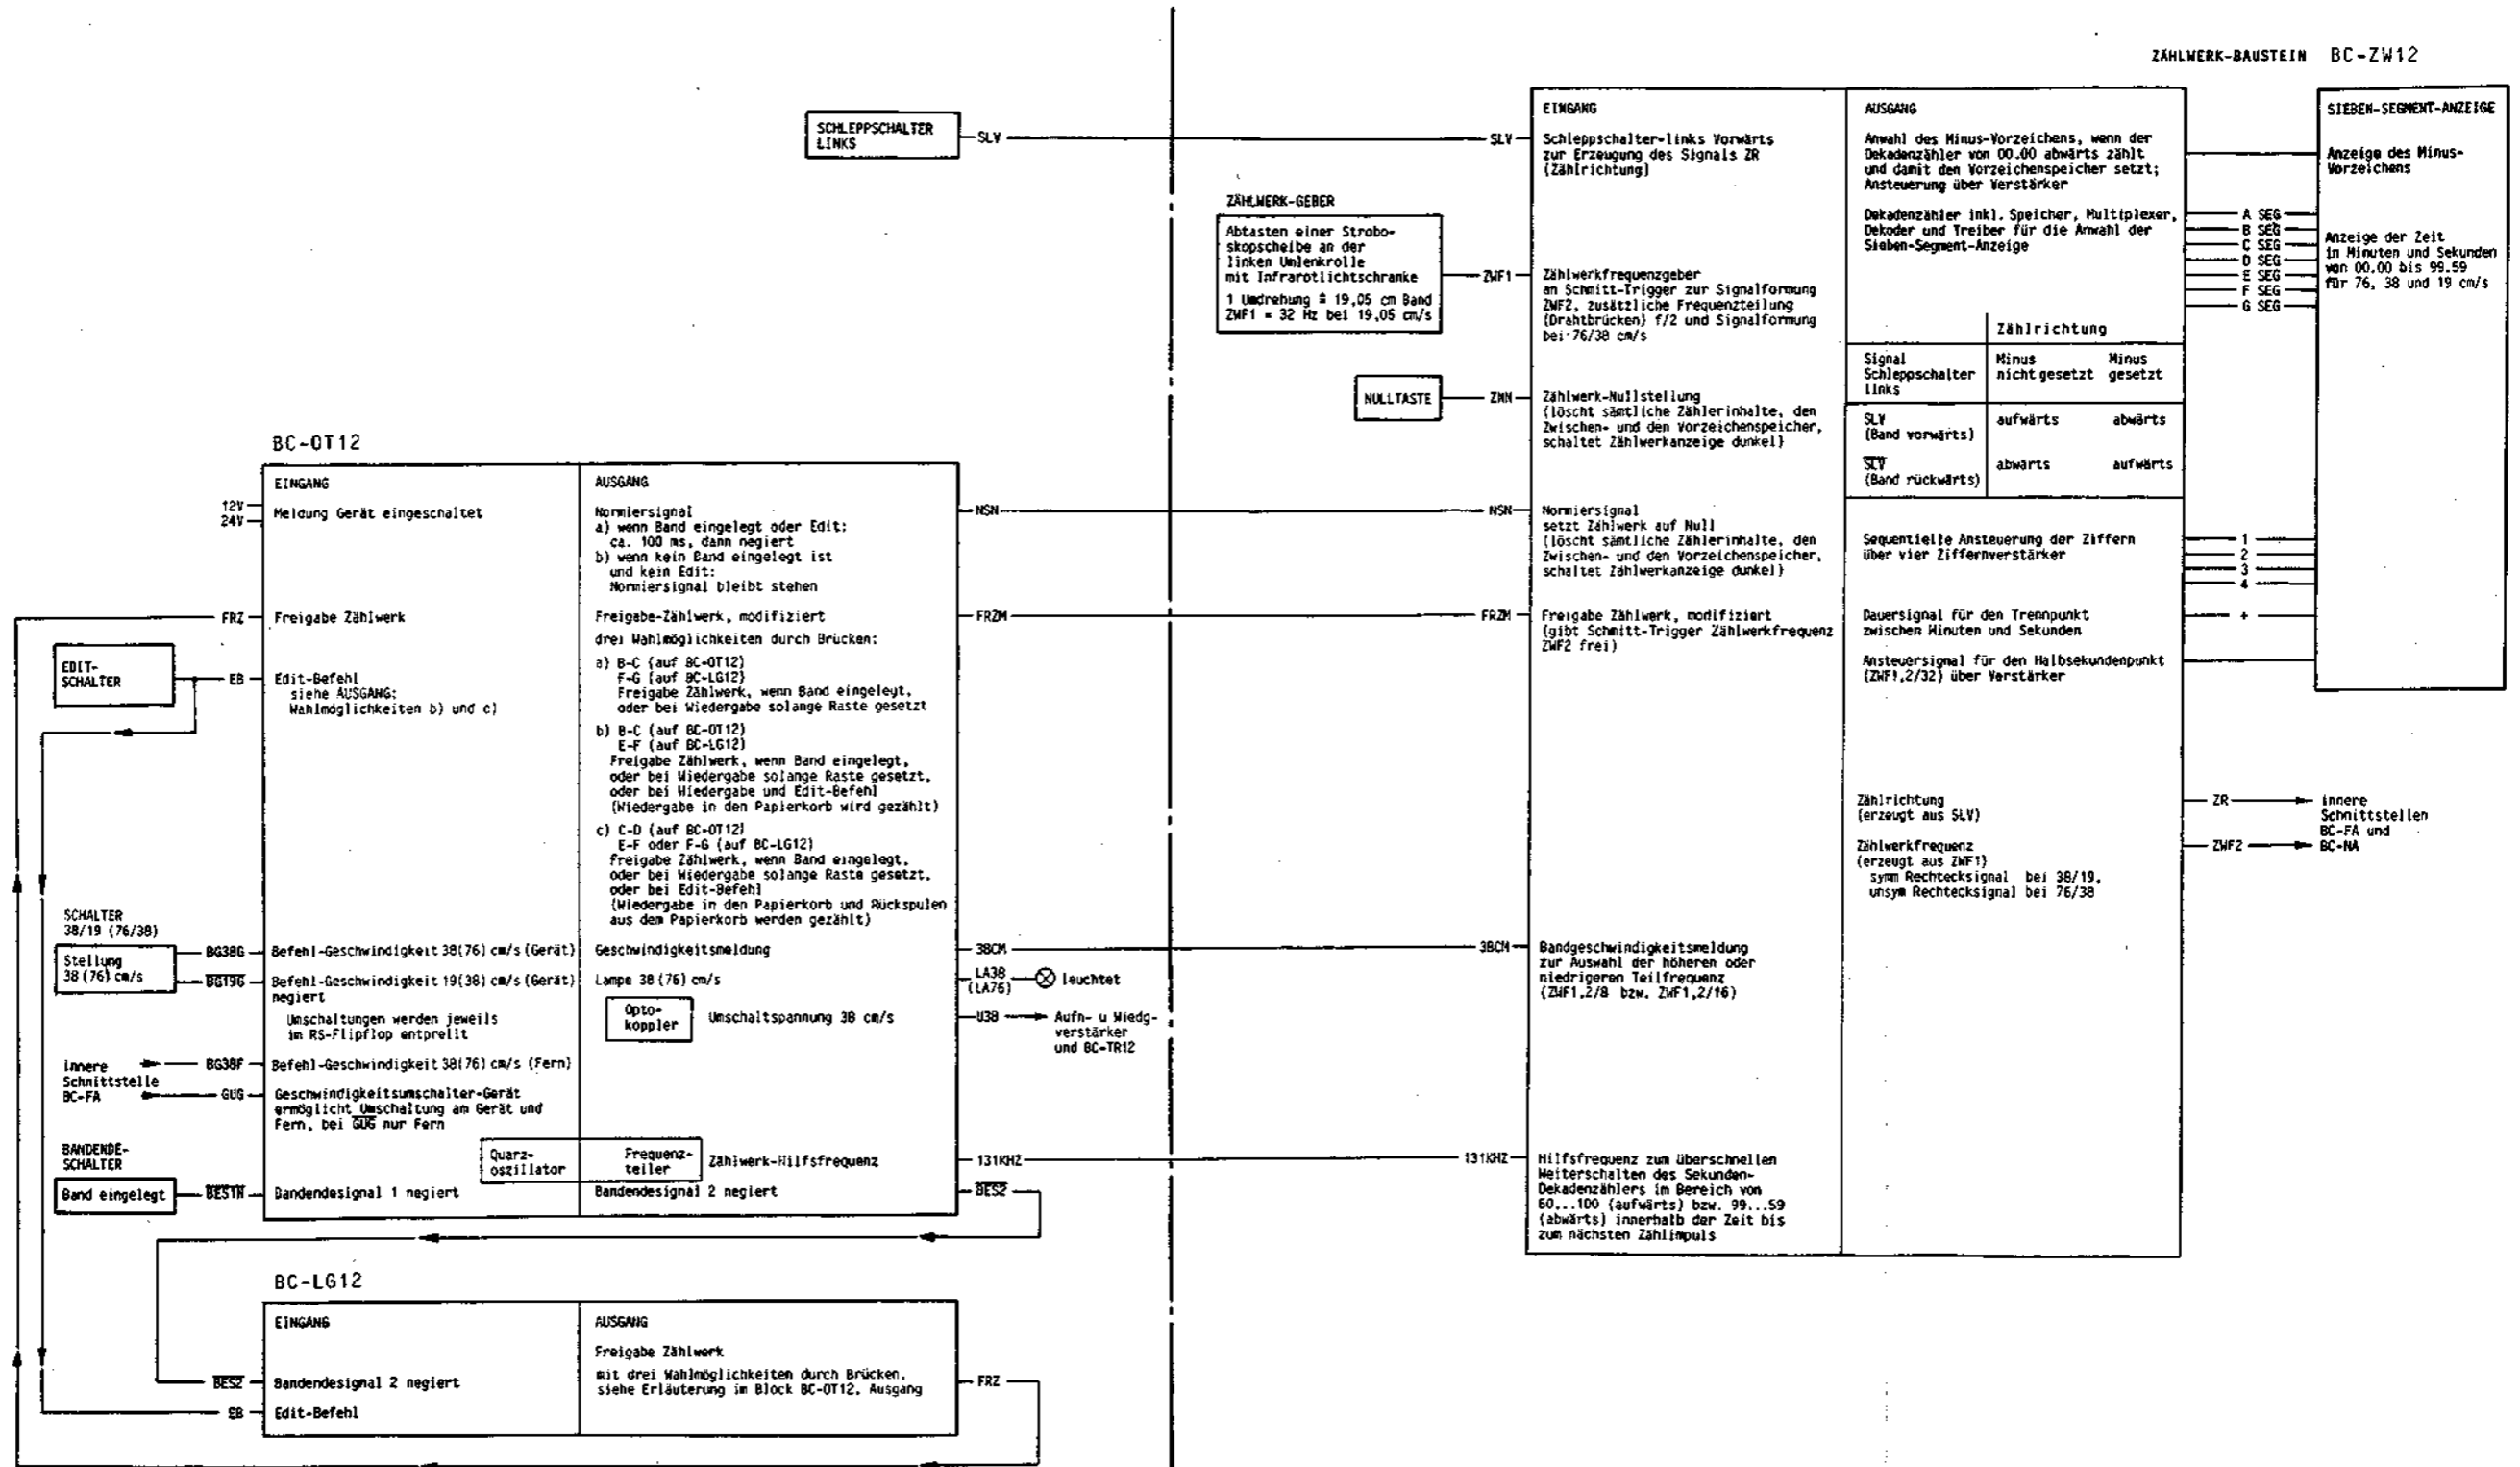 ZÄHLWERK-BAUSTEIN BC-ZW12
SCHLEPPSCHALTER
LINKS
SLV
ZÄHLWERK-GEBER
Abtasten einer Strobo-
skopscheibe an der
linken Umlenkrolle
mit Infrarotlichtschranke
1 Umdrehung ≙ 19,05 cm Band
ZWF1 = 32 Hz bei 19,05 cm/s
ZWF1
NULLTASTE
ZNN
EINGANG
SLV
Schleppschalter-links Vorwärts
zur Erzeugung des Signals ZR
(Zählrichtung)
Zählwerkfrequenzgeber
an Schmitt-Trigger zur Signalformung
ZWF2, zusätzliche Frequenzteilung
(Drahtbrücken) f/2 und Signalformung
bei 76/38 cm/s
Zählwerk-Nullstellung
(löscht sämtliche Zählerinhalte, den
Zwischen- und den Vorzeichenspeicher,
schaltet Zählwerkanzeige dunkel)
NSN
Normiersignal
setzt Zählwerk auf Null
(löscht sämtliche Zählerinhalte, den
Zwischen- und den Vorzeichenspeicher,
schaltet Zählwerkanzeige dunkel)
FRZM
Freigabe Zählwerk, modifiziert
(gibt Schmitt-Trigger Zählwerkfrequenz
ZWF2 frei)
38CM
Bandgeschwindigkeitsmeldung
zur Auswahl der höheren oder
niedrigeren Teilfrequenz
(ZWF1,2/8 bzw. ZWF1,2/16)
131KHZ
Hilfsfrequenz zum überschnellen
Weiterschalten des Sekunden-
Dekadenzählers im Bereich von
60...100 (aufwärts) bzw. 99...59
(abwärts) innerhalb der Zeit bis
zum nächsten Zählimpuls
AUSGANG
Anwahl des Minus-Vorzeichens, wenn der
Dekadenzähler von 00.00 abwärts zählt
und damit den Vorzeichenspeicher setzt;
Ansteuerung über Verstärker
Dekadenzähler inkl. Speicher, Multiplexer,
Dekoder und Treiber für die Anwahl der
Sieben-Segment-Anzeige
Zählrichtung
Signal
Schleppschalter
links
Minus
nicht gesetzt
Minus
gesetzt
SLV
(Band vorwärts)
aufwärts
abwärts
S̅L̅V̅
(Band rückwärts)
abwärts
aufwärts
Sequentielle Ansteuerung der Ziffern
über vier Ziffernverstärker
Dauersignal für den Trennpunkt
zwischen Minuten und Sekunden
Ansteuersignal für den Halbsekundenpunkt
(ZWF1,2/32) über Verstärker
Zählrichtung
(erzeugt aus SLV)
Zählwerkfrequenz
(erzeugt aus ZWF1)
symm Rechtecksignal bei 38/19,
unsym Rechtecksignal bei 76/38
A SEG
B SEG
C SEG
D SEG
E SEG
F SEG
G SEG
1
2
3
4
+
ZR
ZWF2
innere
Schnittstellen
BC-FA und
BC-NA
SIEBEN-SEGMENT-ANZEIGE
Anzeige des Minus-
Vorzeichens
Anzeige der Zeit
in Minuten und Sekunden
von 00.00 bis 99.59
für 76, 38 und 19 cm/s
BC-OT12
EINGANG
12V
24V
Meldung Gerät eingeschaltet
FRZ
Freigabe Zählwerk
EDIT-
SCHALTER
EB
Edit-Befehl
siehe AUSGANG:
Wahlmöglichkeiten b) und c)
SCHALTER
38/19 (76/38)
Stellung
38 (76) cm/s
BG38G
Befehl-Geschwindigkeit 38(76) cm/s (Gerät)
B̅G̅1̅9̅G̅
Befehl-Geschwindigkeit 19(38) cm/s (Gerät)
negiert
Umschaltungen werden jeweils
im RS-Flipflop entprellt
innere
Schnittstelle
BC-FA
BG38F
Befehl-Geschwindigkeit 38(76) cm/s (Fern)
GUG
Geschwindigkeitsumschalter-Gerät
ermöglicht Umschaltung am Gerät und
Fern, bei G̅U̅G̅ nur Fern
BANDENDE-
SCHALTER
Band eingelegt
B̅E̅S̅1̅N̅
Bandendesignal 1 negiert
Quarz-
oszillator
Frequenz-
teiler
AUSGANG
Normiersignal
a) wenn Band eingelegt oder Edit:
ca. 100 ms, dann negiert
b) wenn kein Band eingelegt ist
und kein Edit:
Normiersignal bleibt stehen
Freigabe-Zählwerk, modifiziert
drei Wahlmöglichkeiten durch Brücken:
a) B-C (auf BC-OT12)
F-G (auf BC-LG12)
Freigabe Zählwerk, wenn Band eingelegt,
oder bei Wiedergabe solange Raste gesetzt
b) B-C (auf BC-OT12)
E-F (auf BC-LG12)
Freigabe Zählwerk, wenn Band eingelegt,
oder bei Wiedergabe solange Raste gesetzt,
oder bei Wiedergabe und Edit-Befehl
(Wiedergabe in den Papierkorb wird gezählt)
c) C-D (auf BC-OT12)
E-F oder F-G (auf BC-LG12)
Freigabe Zählwerk, wenn Band eingelegt,
oder bei Wiedergabe solange Raste gesetzt,
oder bei Edit-Befehl
(Wiedergabe in den Papierkorb und Rückspulen
aus dem Papierkorb werden gezählt)
Geschwindigkeitsmeldung
Lampe 38 (76) cm/s
Opto-
koppler
Umschaltspannung 38 cm/s
Zählwerk-Hilfsfrequenz
Bandendesignal 2 negiert
NSN
FRZM
38CM
LA38
(LA76)
leuchtet
U38
Aufn- u Wiedg-
verstärker
und BC-TR12
131KHZ
B̅E̅S̅2̅
BC-LG12
EINGANG
B̅E̅S̅2̅
Bandendesignal 2 negiert
EB
Edit-Befehl
AUSGANG
Freigabe Zählwerk
mit drei Wahlmöglichkeiten durch Brücken,
siehe Erläuterung im Block BC-OT12, Ausgang
FRZ